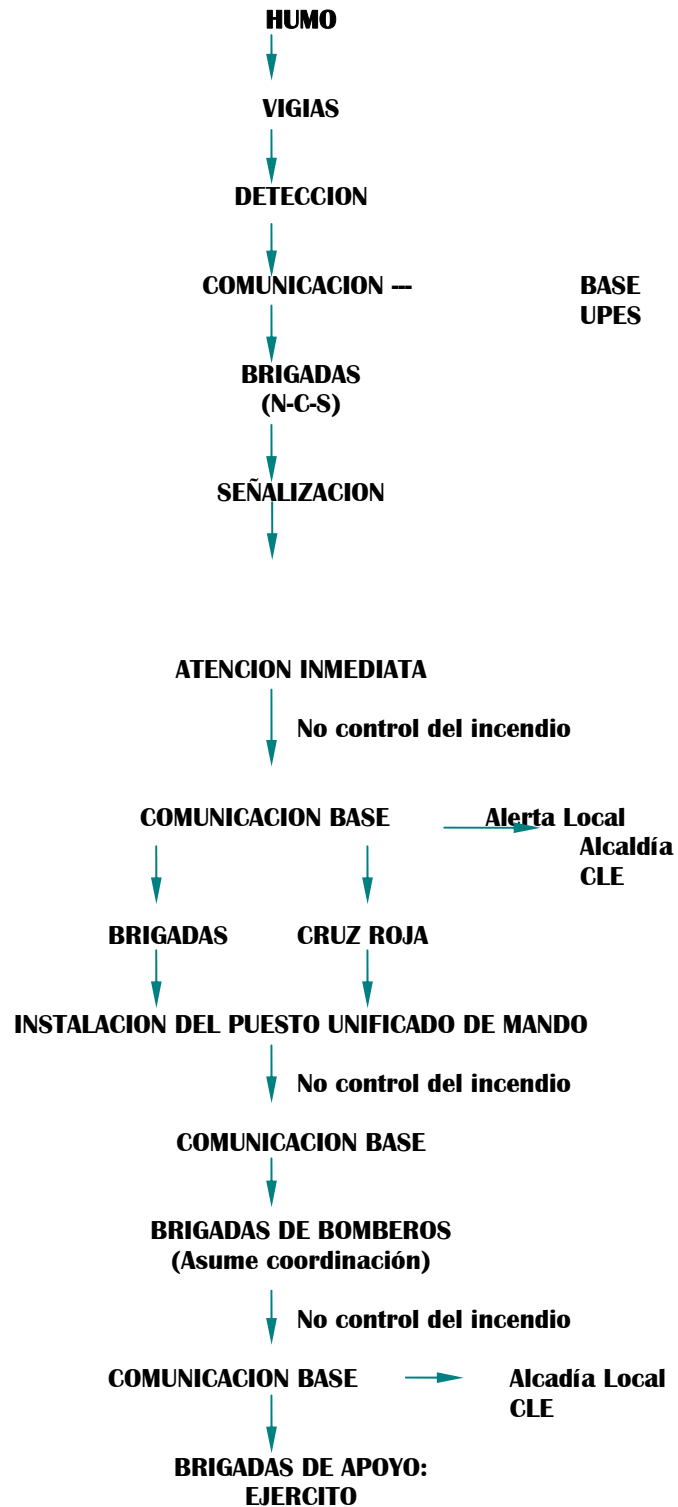 HUMO
VIGIAS
DETECCION
COMUNICACION --- BASE
UPES
BRIGADAS
(N-C-S)
SEÑALIZACION
ATENCION INMEDIATA
No control del incendio
COMUNICACION BASE Alerta Local
Alcaldía
CLE
BRIGADAS CRUZ ROJA
INSTALACION DEL PUESTO UNIFICADO DE MANDO
No control del incendio
COMUNICACION BASE
BRIGADAS DE BOMBEROS
(Asume coordinación)
No control del incendio
COMUNICACION BASE Alcadía Local
CLE
BRIGADAS DE APOYO:
EJERCITO